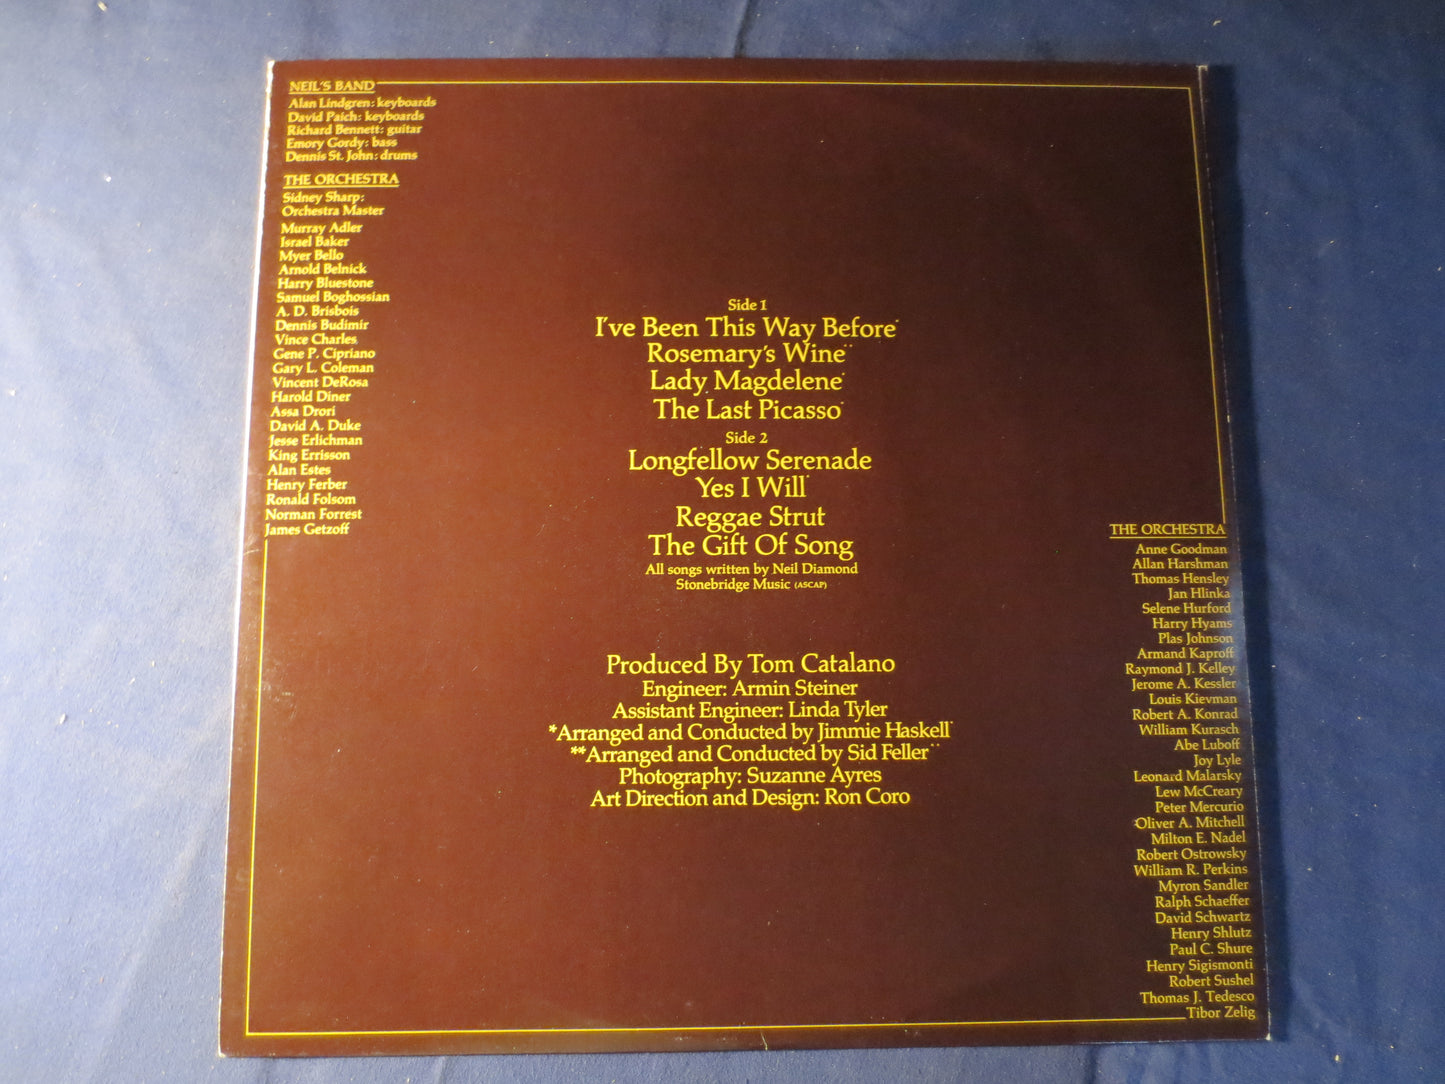 NEIL'S BAND
Alan Lindgren: keyboards
David Paich: keyboards
Richard Bennett: guitar
Emory Gordy: bass
Dennis St. John: drums
THE ORCHESTRA
Sidney Sharp:
Orchestra Master
Murray Adler
Israel Baker
Myer Bello
Arnold Belnick
Harry Bluestone
Samuel Boghossian
A. D. Brisbois
Dennis Budimir
Vince Charles
Gene P. Cipriano
Gary L. Coleman
Vincent DeRosa
Harold Diner
Assa Drori
David A. Duke
Jesse Erlichman
King Errisson
Alan Estes
Henry Ferber
Ronald Folsom
Norman Forrest
James Getzoff
Side 1
I've Been This Way Before*
Rosemary's Wine**
Lady Magdelene*
The Last Picasso*
Side 2
Longfellow Serenade
Yes I Will*
Reggae Strut
The Gift Of Song
All songs written by Neil Diamond
Stonebridge Music (ASCAP)
Produced By Tom Catalano
Engineer: Armin Steiner
Assistant Engineer: Linda Tyler
*Arranged and Conducted by Jimmie Haskell*
**Arranged and Conducted by Sid Feller**
Photography: Suzanne Ayres
Art Direction and Design: Ron Coro
THE ORCHESTRA
Anne Goodman
Allan Harshman
Thomas Hensley
Jan Hlinka
Selene Hurford
Harry Hyams
Plas Johnson
Armand Kaproff
Raymond J. Kelley
Jerome A. Kessler
Louis Kievman
Robert A. Konrad
William Kurasch
Abe Luboff
Joy Lyle
Leonard Malarsky
Lew McCreary
Peter Mercurio
Oliver A. Mitchell
Milton E. Nadel
Robert Ostrowsky
William R. Perkins
Myron Sandler
Ralph Schaeffer
David Schwartz
Henry Shlutz
Paul C. Shure
Henry Sigismonti
Robert Sushel
Thomas J. Tedesco
Tibor Zelig